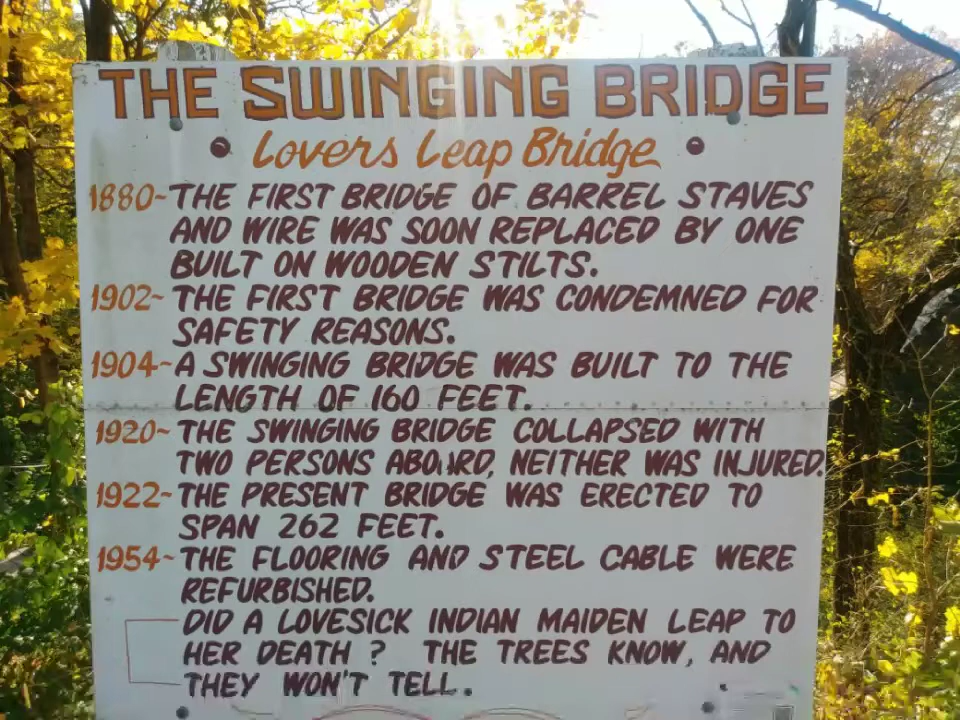 THE SWINGING BRIDGE
Lovers Leap Bridge
1880~THE FIRST BRIDGE OF BARREL STAVES
AND WIRE WAS SOON REPLACED BY ONE
BUILT ON WOODEN STILTS.
1902~THE FIRST BRIDGE WAS CONDEMNED FOR
SAFETY REASONS.
1904~A SWINGING BRIDGE WAS BUILT TO THE
LENGTH OF 160 FEET.
1920~THE SWINGING BRIDGE COLLAPSED WITH
TWO PERSONS ABOARD, NEITHER WAS INJURED.
1922~THE PRESENT BRIDGE WAS ERECTED TO
SPAN 262 FEET.
1954~THE FLOORING AND STEEL CABLE WERE
REFURBISHED.
DID A LOVESICK INDIAN MAIDEN LEAP TO
HER DEATH? THE TREES KNOW, AND
THEY WON'T TELL.